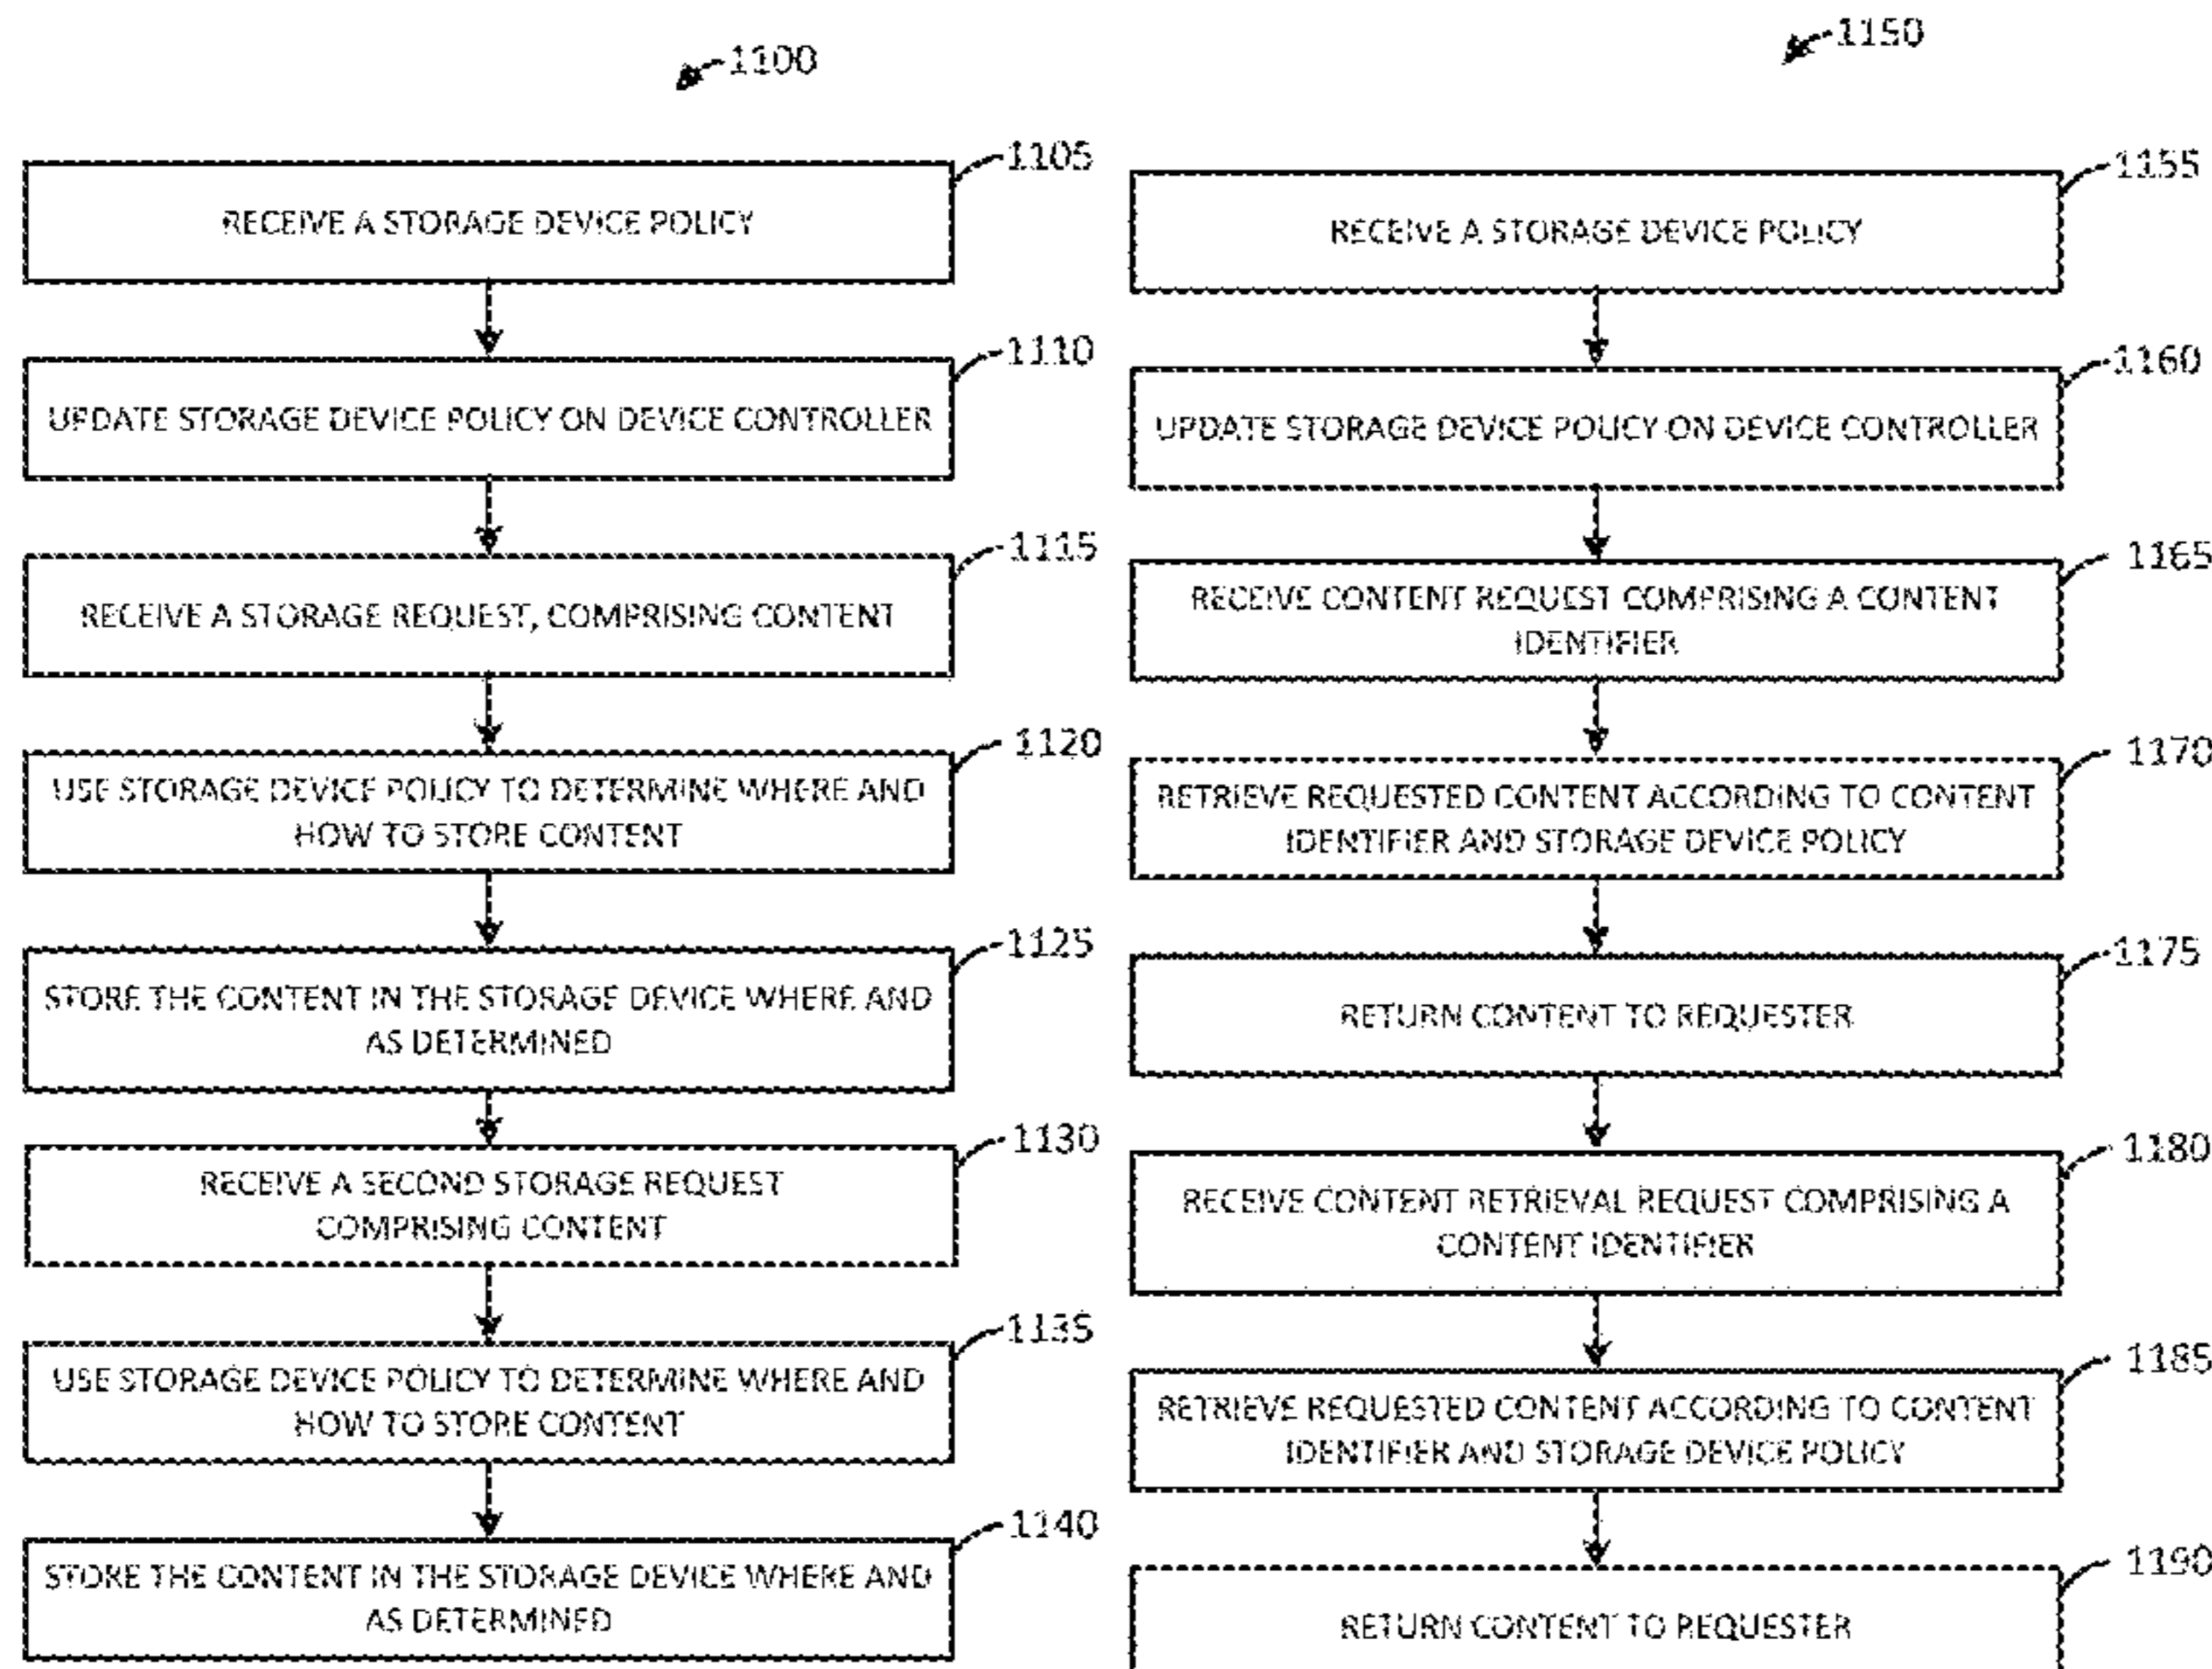 1100
1105
RECEIVE A STORAGE DEVICE POLICY
1110
UPDATE STORAGE DEVICE POLICY ON DEVICE CONTROLLER
1115
RECEIVE A STORAGE REQUEST, COMPRISING CONTENT
1120
USE STORAGE DEVICE POLICY TO DETERMINE WHERE AND
HOW TO STORE CONTENT
1125
STORE THE CONTENT IN THE STORAGE DEVICE WHERE AND
AS DETERMINED
1130
RECEIVE A SECOND STORAGE REQUEST
COMPRISING CONTENT
1135
USE STORAGE DEVICE POLICY TO DETERMINE WHERE AND
HOW TO STORE CONTENT
1140
STORE THE CONTENT IN THE STORAGE DEVICE WHERE AND
AS DETERMINED
1150
1155
RECEIVE A STORAGE DEVICE POLICY
1160
UPDATE STORAGE DEVICE POLICY ON DEVICE CONTROLLER
1165
RECEIVE CONTENT REQUEST COMPRISING A CONTENT
IDENTIFIER
1170
RETRIEVE REQUESTED CONTENT ACCORDING TO CONTENT
IDENTIFIER AND STORAGE DEVICE POLICY
1175
RETURN CONTENT TO REQUESTER
1180
RECEIVE CONTENT RETRIEVAL REQUEST COMPRISING A
CONTENT IDENTIFIER
1185
RETRIEVE REQUESTED CONTENT ACCORDING TO CONTENT
IDENTIFIER AND STORAGE DEVICE POLICY
1190
RETURN CONTENT TO REQUESTER